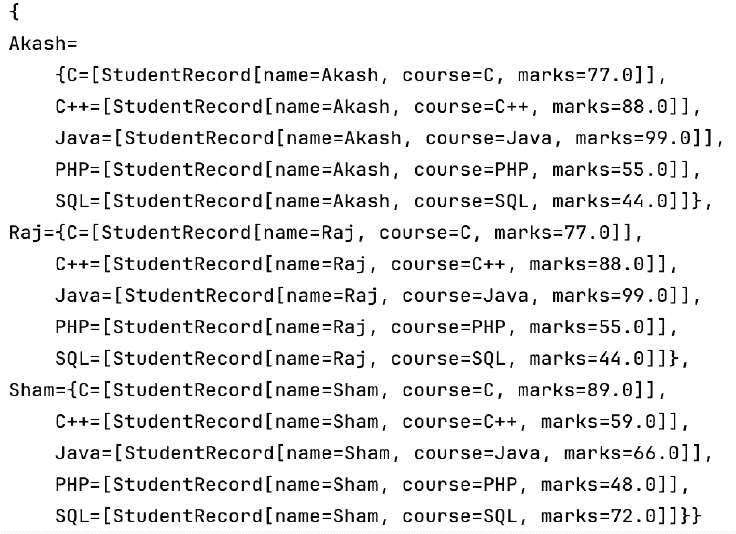 {
Akash=
{C=[StudentRecord[name=Akash, course=C, marks=77.0]],
C++=[StudentRecord[name=Akash, course=C++, marks=88.0]],
Java=[StudentRecord[name=Akash, course=Java, marks=99.0]],
PHP=[StudentRecord[name=Akash, course=PHP, marks=55.0]],
SQL=[StudentRecord[name=Akash, course=SQL, marks=44.0]]},
Raj={C=[StudentRecord[name=Raj, course=C, marks=77.0]],
C++=[StudentRecord[name=Raj, course=C++, marks=88.0]],
Java=[StudentRecord[name=Raj, course=Java, marks=99.0]],
PHP=[StudentRecord[name=Raj, course=PHP, marks=55.0]],
SQL=[StudentRecord[name=Raj, course=SQL, marks=44.0]]},
Sham={C=[StudentRecord[name=Sham, course=C, marks=89.0]],
C++=[StudentRecord[name=Sham, course=C++, marks=59.0]],
Java=[StudentRecord[name=Sham, course=Java, marks=66.0]],
PHP=[StudentRecord[name=Sham, course=PHP, marks=48.0]],
SQL=[StudentRecord[name=Sham, course=SQL, marks=72.0]]}}